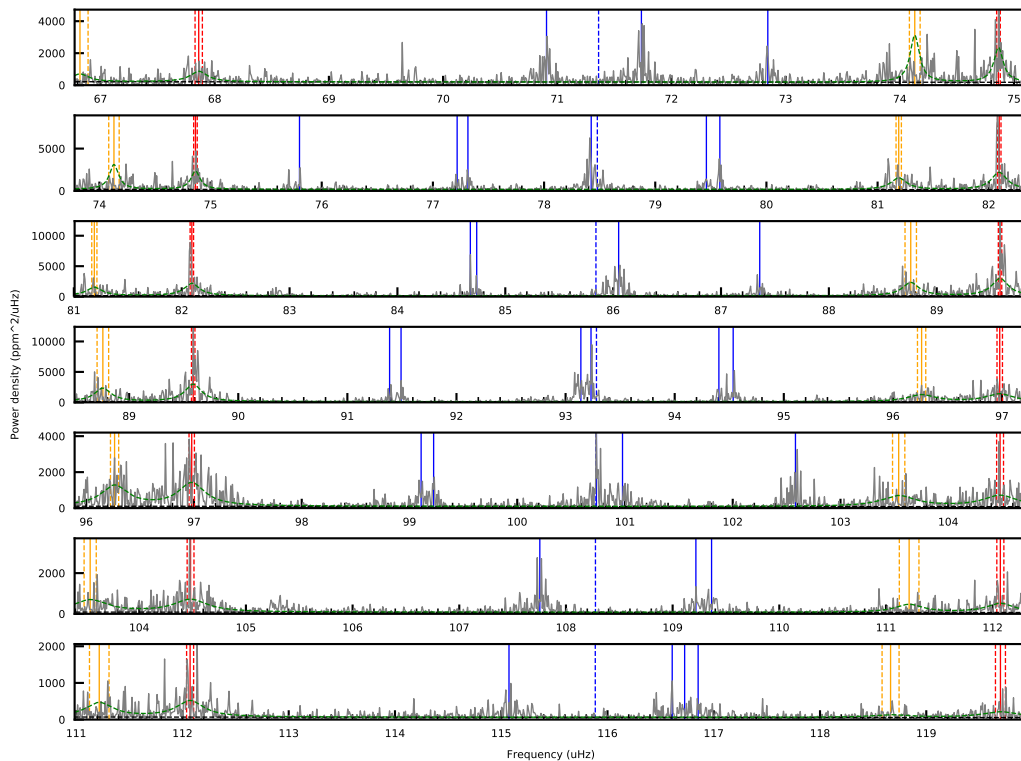 4000
2000
0
67 68 69 70 71 72 73 74 75
5000
0
74 75 76 77 78 79 80 81 82
10000
5000
0
81 82 83 84 85 86 87 88 89
10000
5000
0
89 90 91 92 93 94 95 96 97
4000
2000
0
96 97 98 99 100 101 102 103 104
2000
0
104 105 106 107 108 109 110 111 112
2000
1000
0
111 112 113 114 115 116 117 118 119
Power density (ppm^2/uHz)
Frequency (uHz)